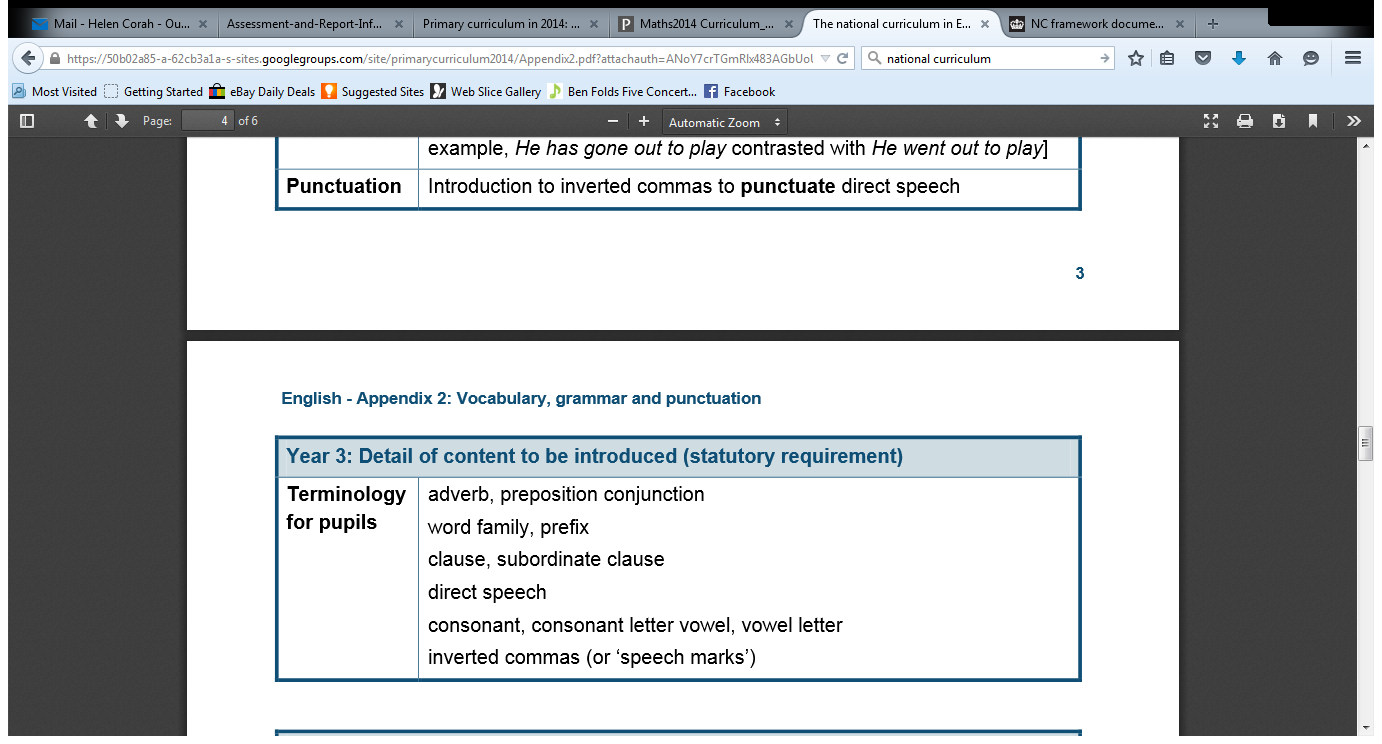 Mail - Helen Corah - Ou... Assessment-and-Report-Inf... Primary curriculum in 2014: ... Maths2014 Curriculum_... The national curriculum in E... NC framework docume...
https://50b02a85-a-62cb3a1a-s-sites.googlegroups.com/site/primarycurriculum2014/Appendix2.pdf?attachauth=ANoY7crTGmRlx483AGbUoU national curriculum
Most Visited Getting Started eBay Daily Deals Suggested Sites Web Slice Gallery Ben Folds Five Concert... Facebook
Page: 4 of 6 Automatic Zoom
example, He has gone out to play contrasted with He went out to play]
Punctuation Introduction to inverted commas to punctuate direct speech
3
English - Appendix 2: Vocabulary, grammar and punctuation
Year 3: Detail of content to be introduced (statutory requirement)
Terminology adverb, preposition conjunction
for pupils word family, prefix
clause, subordinate clause
direct speech
consonant, consonant letter vowel, vowel letter
inverted commas (or ‘speech marks’)